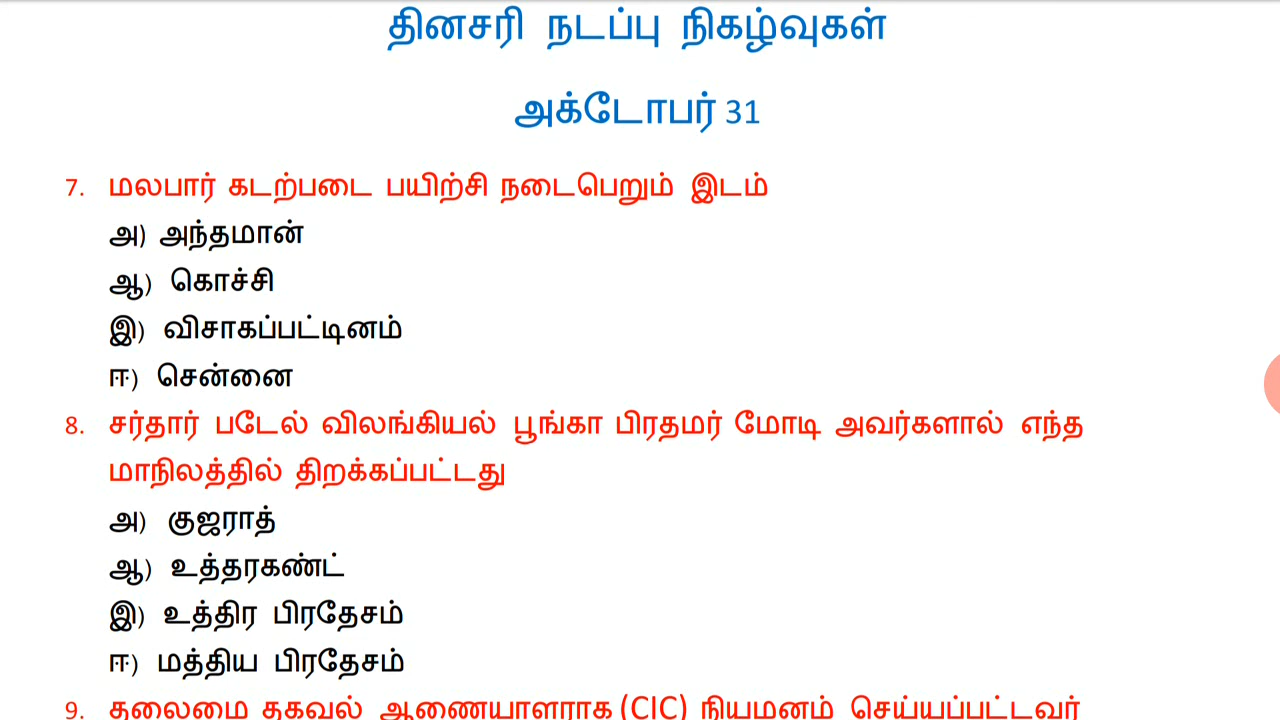 தினசரி நடப்பு நிகழ்வுகள்
அக்டோபர் 31
7. மலபார் கடற்படை பயிற்சி நடைபெறும் இடம்
அ) அந்தமான்
ஆ) கொச்சி
இ) விசாகப்பட்டினம்
ஈ) சென்னை
8. சர்தார் படேல் விலங்கியல் பூங்கா பிரதமர் மோடி அவர்களால் எந்த
மாநிலத்தில் திறக்கப்பட்டது
அ) குஜராத்
ஆ) உத்தரகண்ட்
இ) உத்திர பிரதேசம்
ஈ) மத்திய பிரதேசம்
9. தலைமை தகவல் ஆணையாளராக (CIC) நியமனம் செய்யப்பட்டவர்